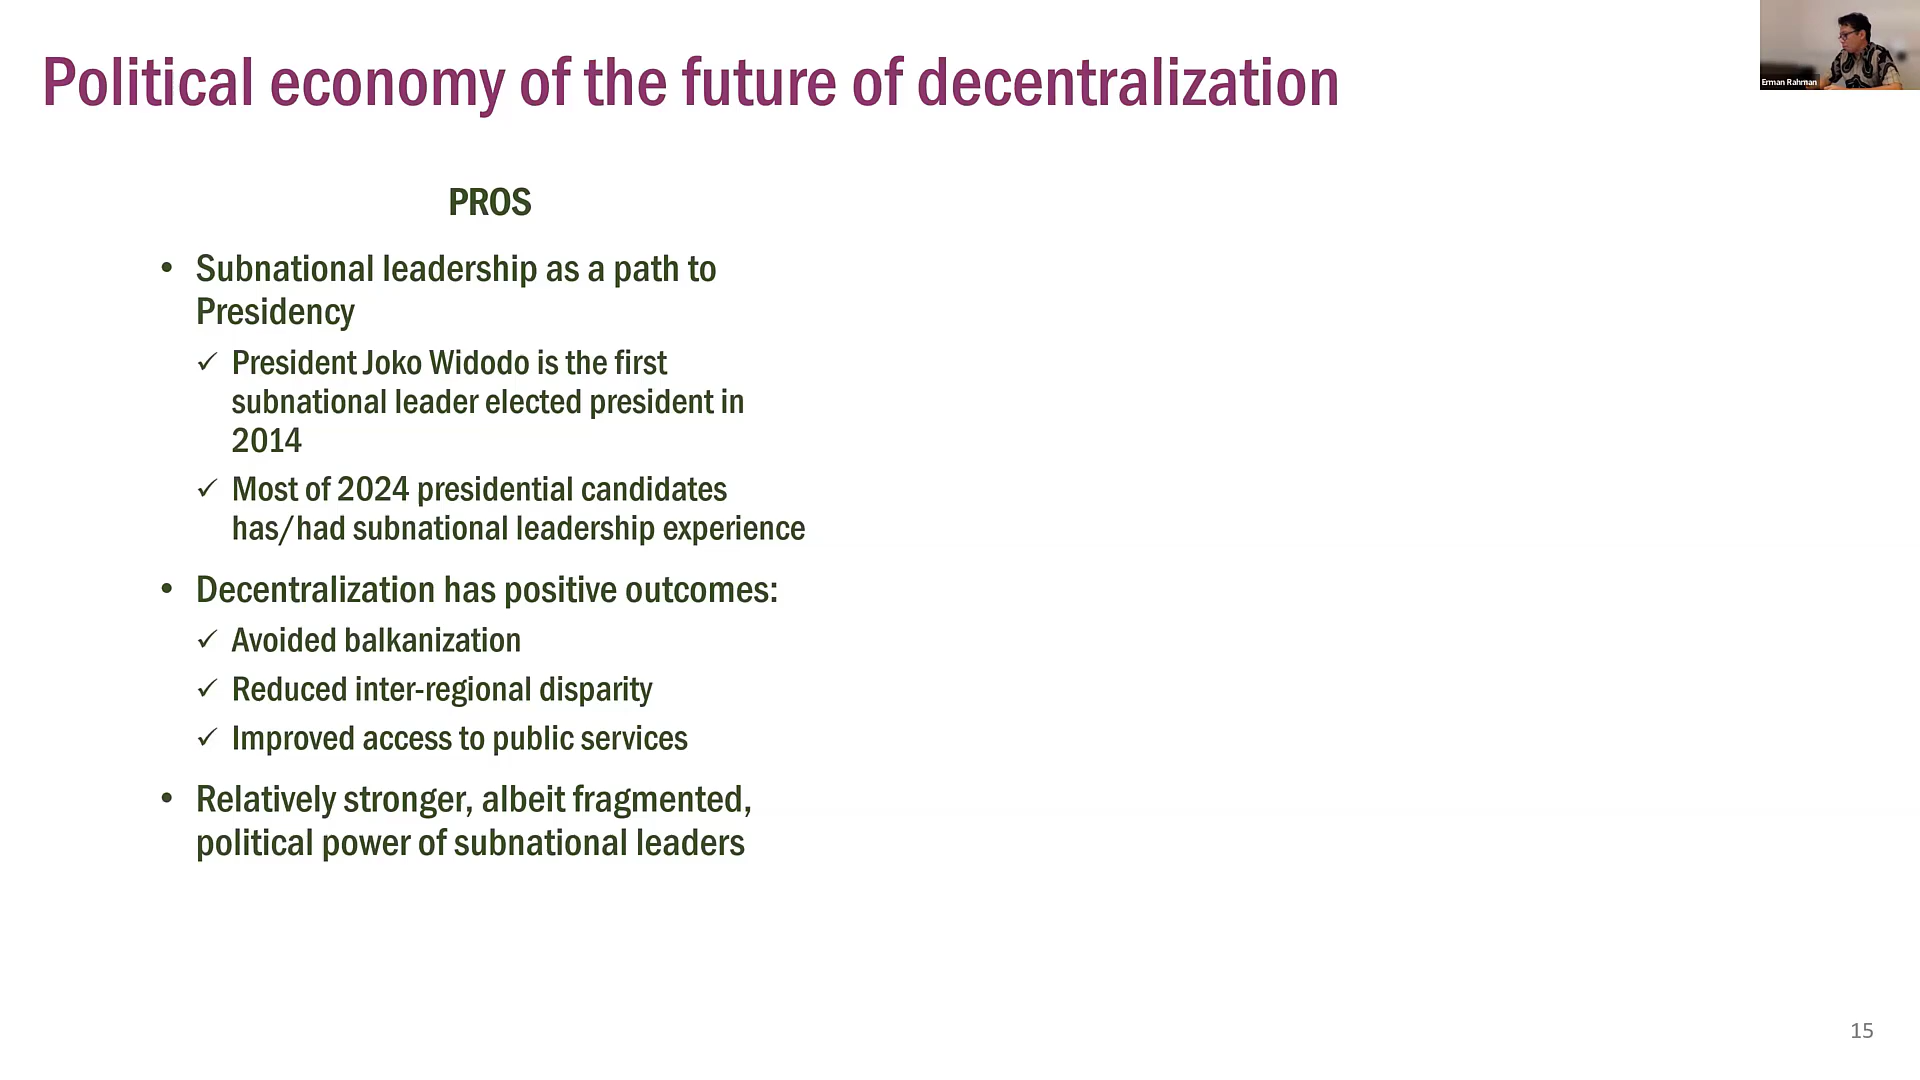 Political economy of the future of decentralization
Erman Rahman
PROS
• Subnational leadership as a path to
Presidency
✓ President Joko Widodo is the first
subnational leader elected president in
2014
✓ Most of 2024 presidential candidates
has/had subnational leadership experience
• Decentralization has positive outcomes:
✓ Avoided balkanization
✓ Reduced inter-regional disparity
✓ Improved access to public services
• Relatively stronger, albeit fragmented,
political power of subnational leaders
15